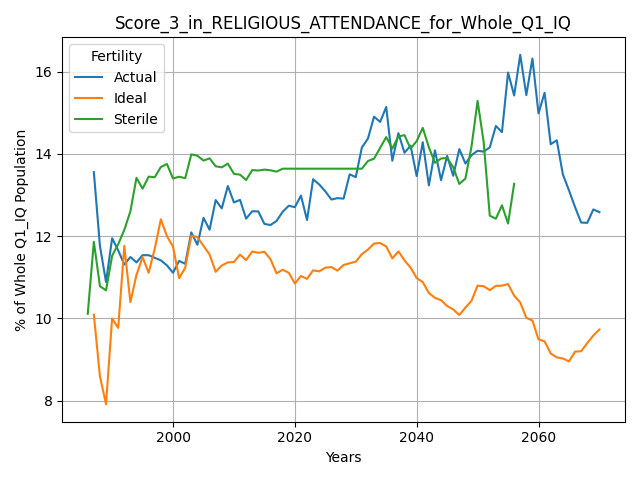 Score_3_in_RELIGIOUS_ATTENDANCE_for_Whole_Q1_IQ
Fertility
Actual
Ideal
Sterile
16
14
12
10
8
% of Whole Q1_IQ Population
2000
2020
2040
2060
Years